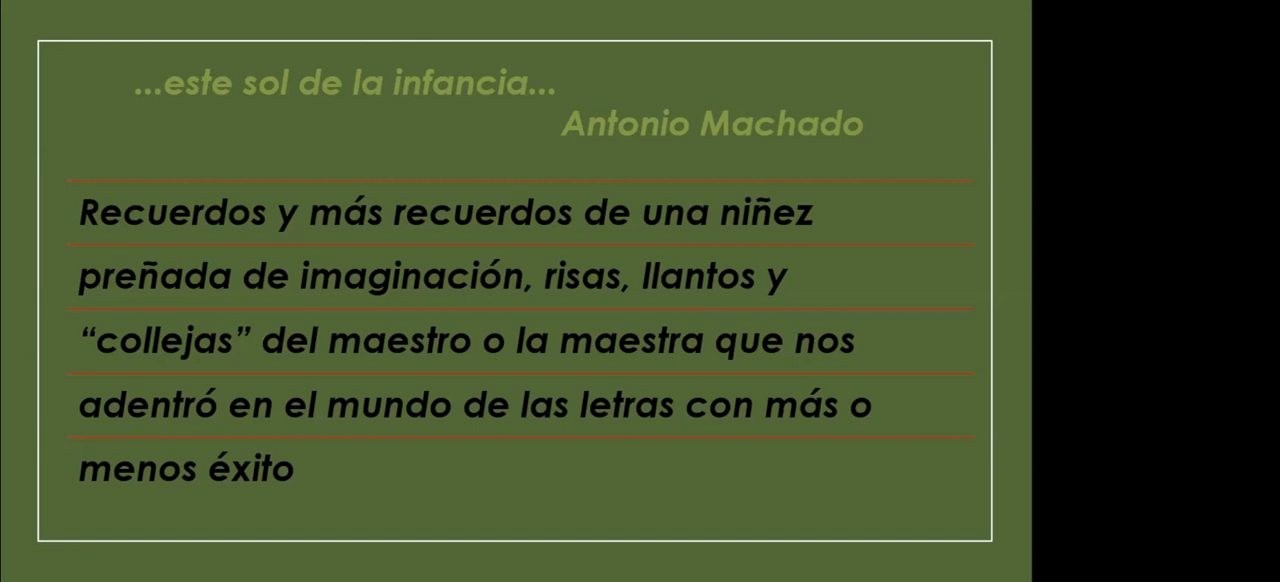 ...este sol de la infancia...
Antonio Machado
Recuerdos y más recuerdos de una niñez
preñada de imaginación, risas, llantos y
“collejas” del maestro o la maestra que nos
adentró en el mundo de las letras con más o
menos éxito